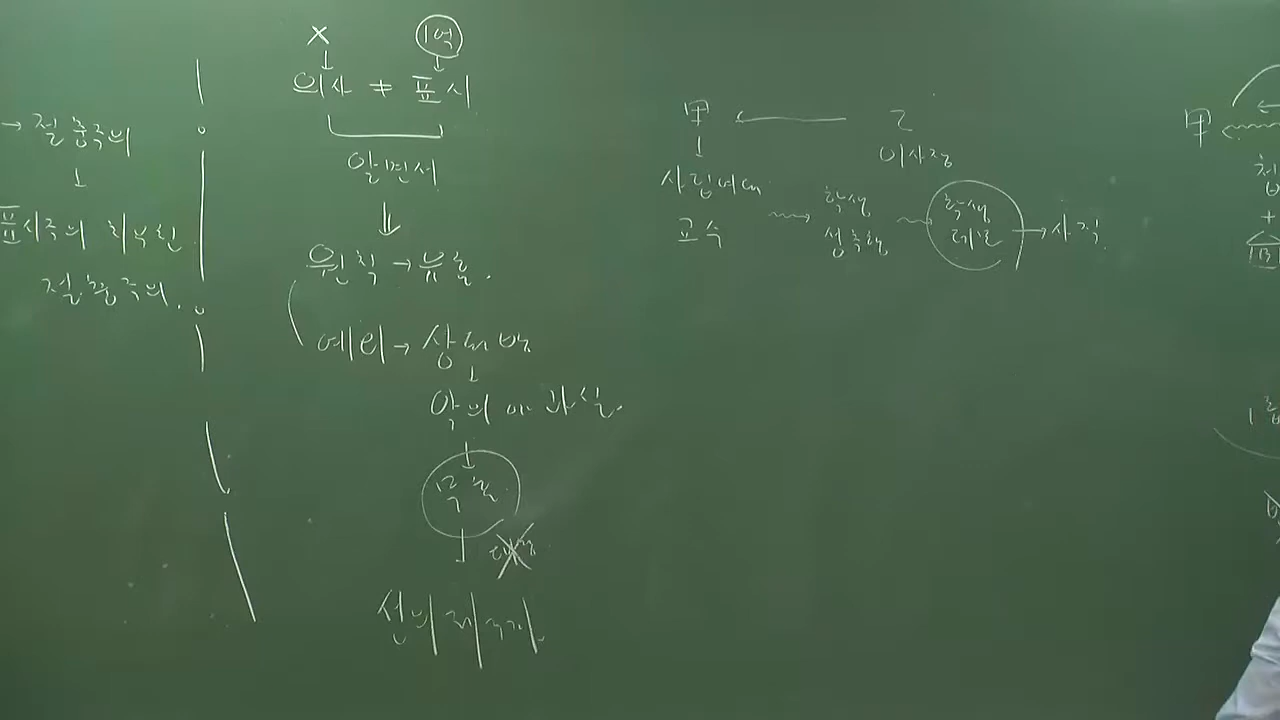 → 절충주의
↓
표시주의 치우친
절충주의.
× 1억
↓ ↓
의사 ≠ 표시
알면서
⇓
원칙 → 유효.
예외 → 상대방
↓
악의 or 과실.
↓
무효
↓
선의 제3자
甲 ← 乙
이사장
↓
사립여대
교수
학생
성추행
학생
데모
→ 사직.
甲 ←
+